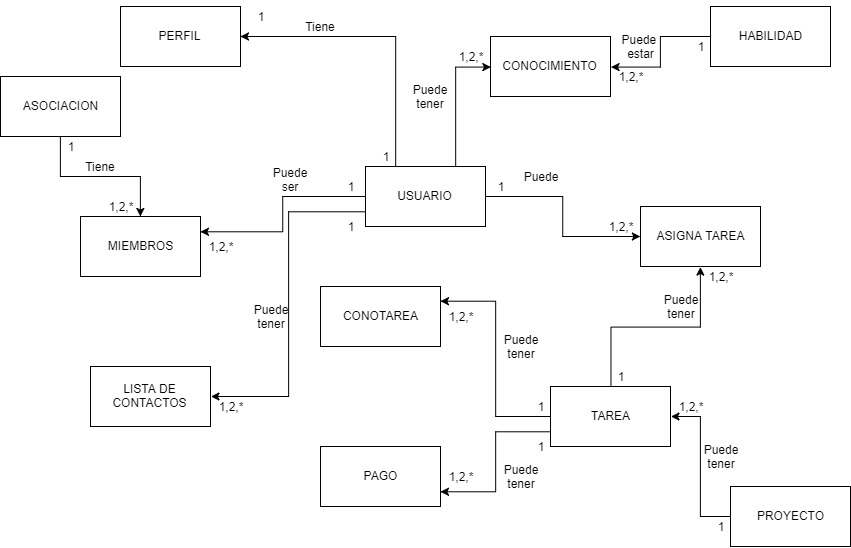 PERFIL
1
Tiene
1
HABILIDAD
1
Puede
estar
1,2,*
1,2,*
CONOCIMIENTO
Puede
tener
ASOCIACION
1
Tiene
1,2,*
MIEMBROS
Puede
ser
1
1,2,*
USUARIO
1
Puede
1,2,*
ASIGNA TAREA
1
Puede
tener
1,2,*
LISTA DE
CONTACTOS
1,2,*
Puede
tener
1
CONOTAREA
1,2,*
Puede
tener
1
TAREA
1,2,*
1
Puede
tener
1,2,*
PAGO
Puede
tener
1
PROYECTO